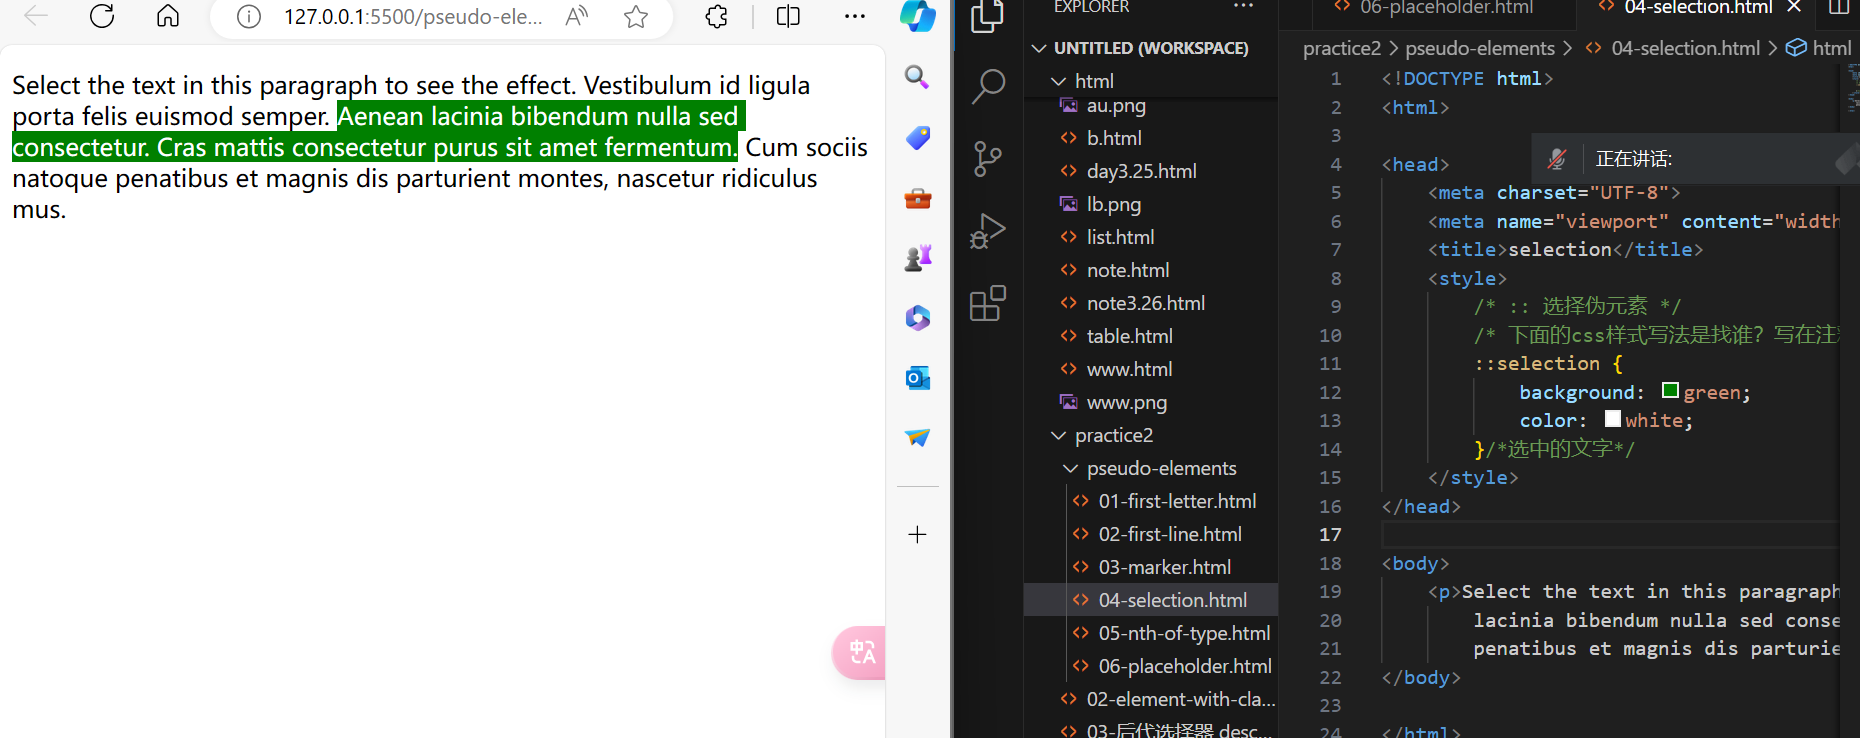 127.0.0.1:5500/pseudo-ele...
Select the text in this paragraph to see the effect. Vestibulum id ligula
porta felis euismod semper. Aenean lacinia bibendum nulla sed
consectetur. Cras mattis consectetur purus sit amet fermentum. Cum sociis
natoque penatibus et magnis dis parturient montes, nascetur ridiculus
mus.
EXPLORER
UNTITLED (WORKSPACE)
html
au.png
b.html
day3.25.html
lb.png
list.html
note.html
note3.26.html
table.html
www.html
www.png
practice2
pseudo-elements
01-first-letter.html
02-first-line.html
03-marker.html
04-selection.html
05-nth-of-type.html
06-placeholder.html
02-element-with-cla...
03-后代选择器 desc...
06-placeholder.html
04-selection.html
practice2 > pseudo-elements > 04-selection.html > html
正在讲话:
1 <!DOCTYPE html>
2 <html>
3
4 <head>
5 <meta charset="UTF-8">
6 <meta name="viewport" content="width
7 <title>selection</title>
8 <style>
9 /* :: 选择伪元素 */
10 /* 下面的css样式写法是找谁？写在注
11 ::selection {
12 background: green;
13 color: white;
14 }/*选中的文字*/
15 </style>
16 </head>
17
18 <body>
19 <p>Select the text in this paragraph
20 lacinia bibendum nulla sed conse
21 penatibus et magnis dis parturie
22 </body>
23
24 </html>